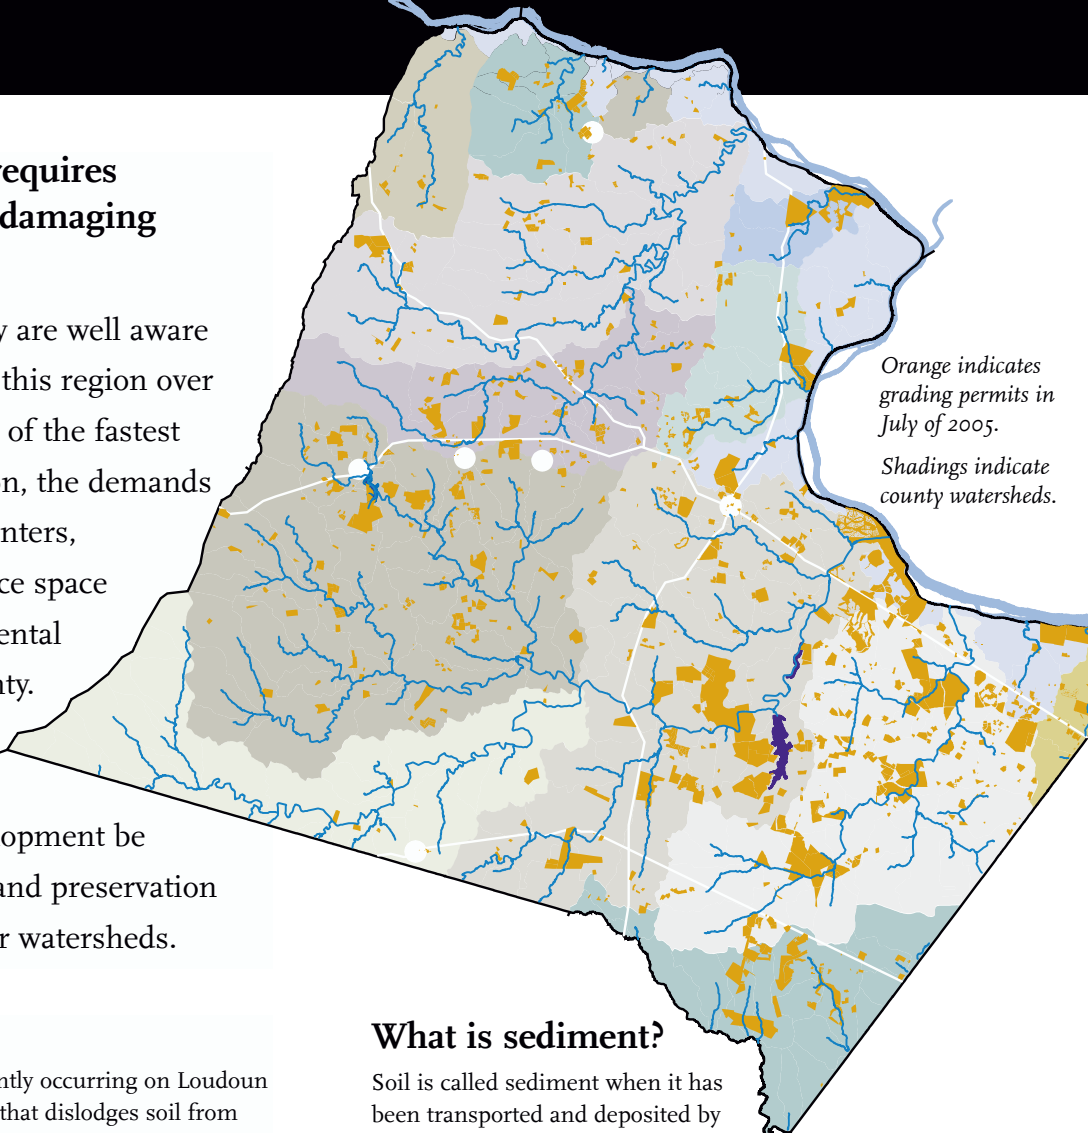 requires
damaging
y are well aware
this region over
of the fastest
on, the demands
nters,
ce space
ental
nty.
opment be
and preservation
r watersheds.
ntly occurring on Loudoun
that dislodges soil from
Orange indicates
grading permits in
July of 2005.
Shadings indicate
county watersheds.
What is sediment?
Soil is called sediment when it has
been transported and deposited by